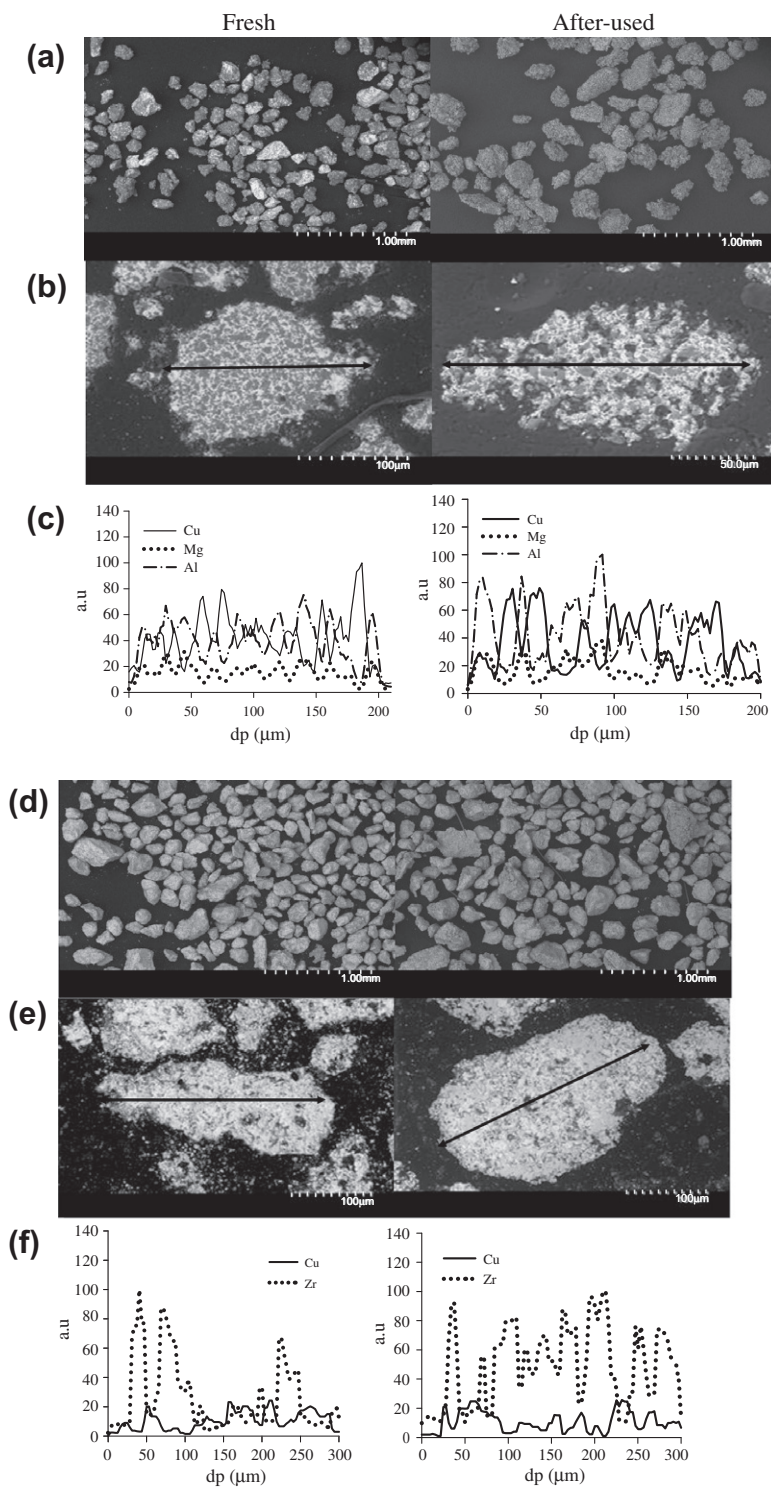 Fresh After-used
(a)
1.00mm 1.00mm
(b)
100µm 50.0µm
(c)
140 120 100 80 60 40 20 0
a.u
Cu
Mg
Al
0 50 100 150 200
dp (µm)
140 120 100 80 60 40 20 0
a.u
Cu
Mg
Al
0 50 100 150 200
dp (µm)
(d)
1.00mm 1.00mm
(e)
100µm 100µm
(f)
140 120 100 80 60 40 20 0
a.u
Cu
Zr
0 50 100 150 200 250 300
dp (µm)
140 120 100 80 60 40 20 0
a.u
Cu
Zr
0 50 100 150 200 250 300
dp (µm)